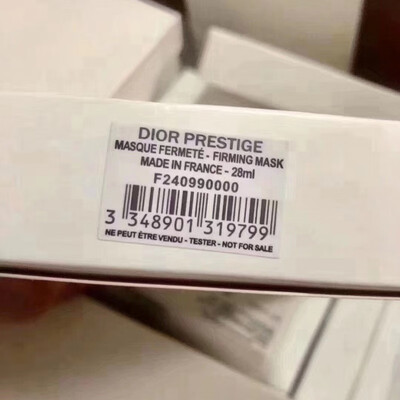 DIOR PRESTIGE
MASQUE FERMETÉ - FIRMING MASK
MADE IN FRANCE - 28ml
F240990000
3 348901 319799
NE PEUT ÊTRE VENDU - TESTER - NOT FOR SALE